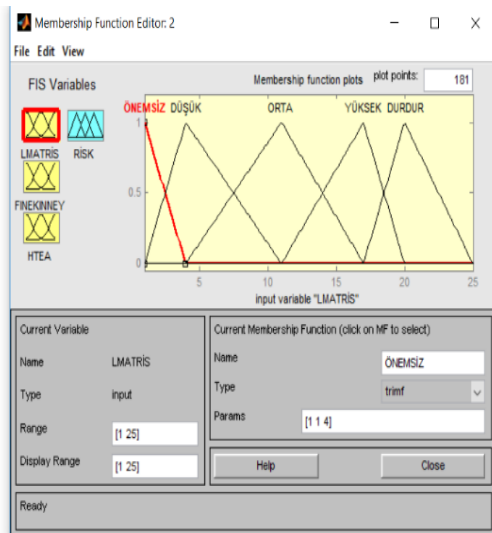 Membership Function Editor: 2
File Edit View
FIS Variables
Membership function plots
plot points:
181
LMATRİS
RİSK
FINEKINNEY
HTEA
ÖNEMSİZ DÜŞÜK ORTA YÜKSEK DURDUR
1
0.5
0
5 10 15 20 25
input variable "LMATRİS"
Current Variable
Name LMATRİS
Type input
Range [1 25]
Display Range [1 25]
Current Membership Function (click on MF to select)
Name ÖNEMSİZ
Type trimf
Params [1 1 4]
Help Close
Ready